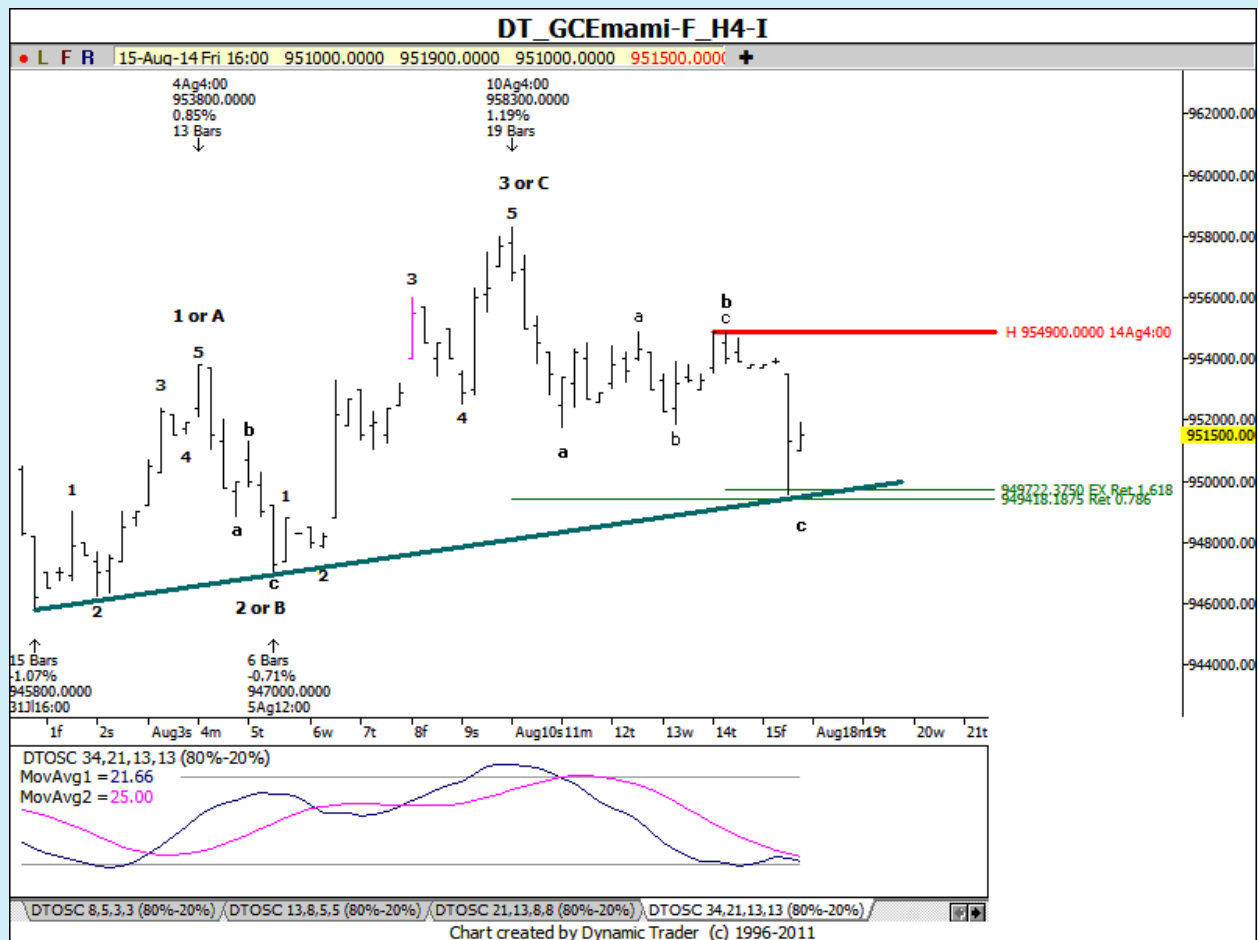 DT_GCEmami-F_H4-I
L F R 15-Aug-14 Fri 16:00 951000.0000 951900.0000 951000.0000 951500.0000
4Ag4:00
953800.0000
0.85%
13 Bars
10Ag4:00
958300.0000
1.19%
19 Bars
3 or C
5
3
b
c
a
1 or A
5
3
4
b
4
a
b
1
1
a
2
c
2
2 or B
c
H 954900.0000 14Ag4:00
949722.3750 EX Ret 1.618
949418.1875 Ret 0.786
962000.00
960000.00
958000.00
956000.00
954000.00
952000.00
951500.00
950000.00
948000.00
946000.00
944000.00
15 Bars
-1.07%
945800.0000
31Jl16:00
6 Bars
-0.71%
947000.0000
5Ag12:00
1f 2s Aug3s 4m 5t 6w 7t 8f 9s Aug10s11m 12t 13w 14t 15f Aug18m19t 20w 21t
DTOSC 34,21,13,13 (80%-20%)
MovAvg1 =21.66
MovAvg2 =25.00
DTOSC 8,5,3,3 (80%-20%) DTOSC 13,8,5,5 (80%-20%) DTOSC 21,13,8,8 (80%-20%) DTOSC 34,21,13,13 (80%-20%)
Chart created by Dynamic Trader (c) 1996-2011